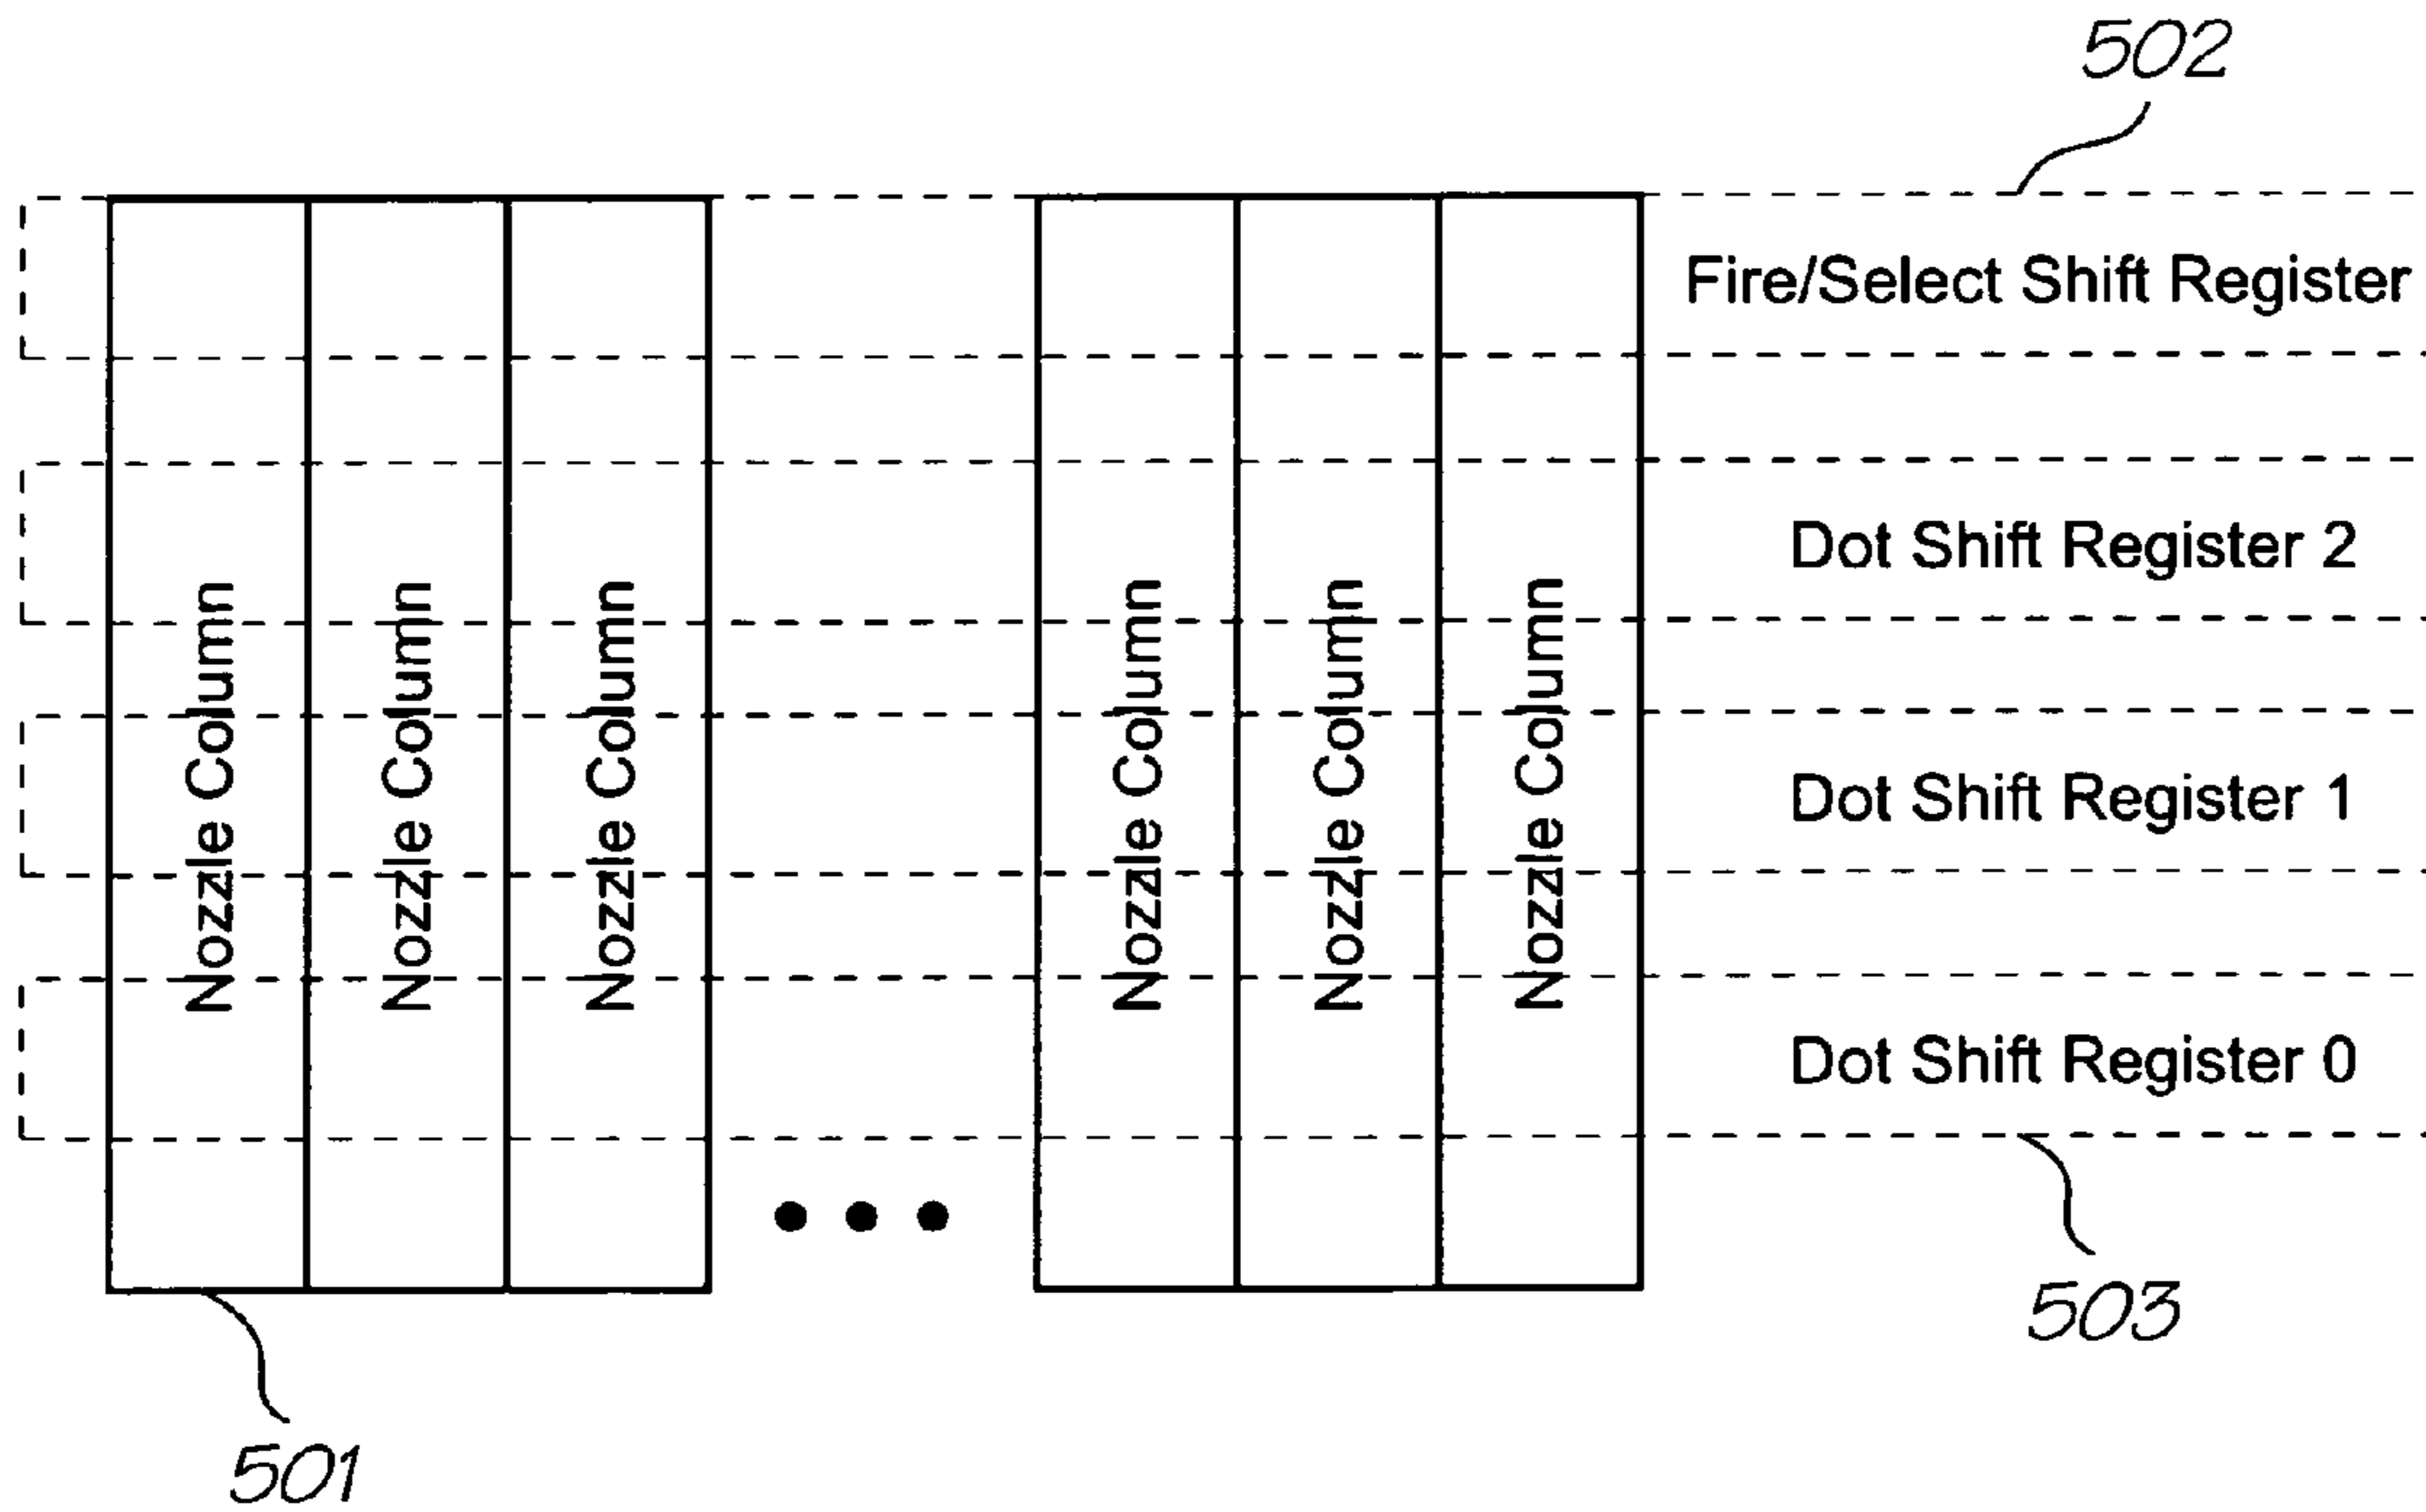 502
Fire/Select Shift Register
Dot Shift Register 2
Nozzle Column
Nozzle Column
Nozzle Column
Nozzle Column
Nozzle Column
Nozzle Column
Dot Shift Register 1
Dot Shift Register 0
503
501